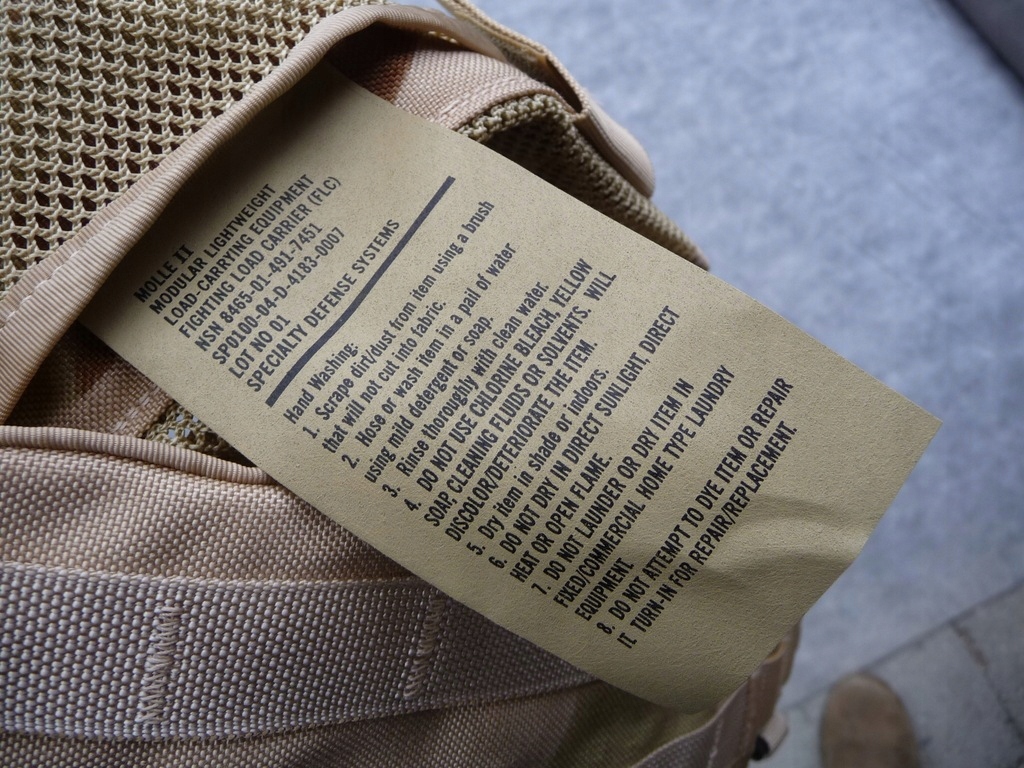 MOLLE II
MODULAR LIGHTWEIGHT
LOAD-CARRYING EQUIPMENT
FIGHTING LOAD CARRIER (FLC)
NSN 8465-01-491-7451
SPO100-04-D-4183-0007
LOT NO 01
SPECIALTY DEFENSE SYSTEMS
Hand Washing:
1. Scrape dirt/dust from item using a brush
that will not cut into fabric.
2. Hose or wash item in a pail of water
using mild detergent or soap.
3. Rinse thoroughly with clean water.
4. DO NOT USE CHLORINE BLEACH, YELLOW
SOAP CLEANING FLUIDS OR SOLVENTS. WILL
DISCOLOR/DETERIORATE THE ITEM.
5. Dry item in shade or indors.
6. DO NOT DRY IN DIRECT SUNLIGHT DIRECT
HEAT OR OPEN FLAME.
7. DO NOT LAUNDER OR DRY ITEM IN
FIXED/COMMERCIAL HOME TYPE LAUNDRY
EQUIPMENT
8. DO NOT ATTEMPT TO DYE ITEM OR REPAIR
IT. TURN-IN FOR REPAIR/REPLACEMENT.